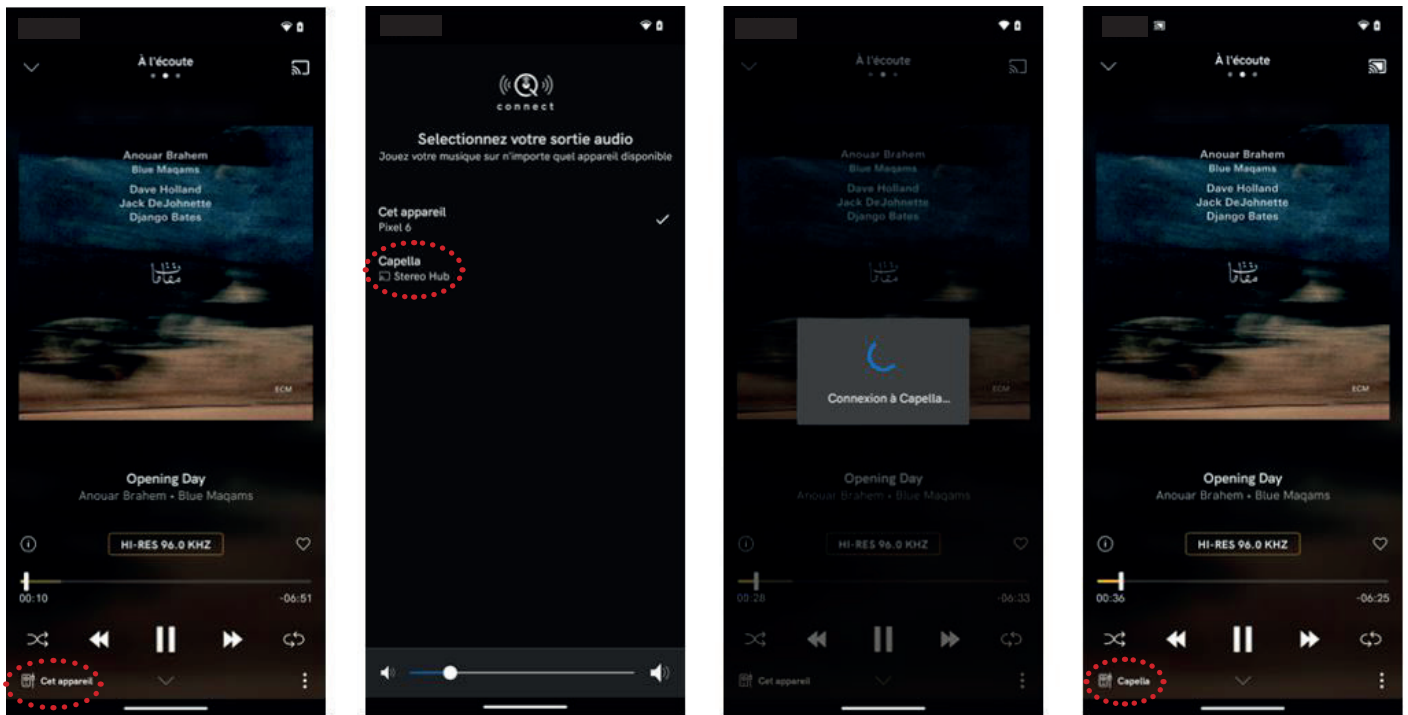 À l'écoute
Anouar Brahem
Blue Maqams
Dave Holland
Jack DeJohnette
Django Bates
مقامات
ECM
Opening Day
Anouar Brahem • Blue Maqams
HI-RES 96.0 KHZ
00:10
-06:51
Cet appareil
Q
connect
Selectionnez votre sortie audio
Jouez votre musique sur n'importe quel appareil disponible
Cet appareil
Pixel 6
Capella
Stereo Hub
À l'écoute
Anouar Brahem
Blue Maqams
Dave Holland
Jack DeJohnette
Django Bates
Connexion à Capella...
ECM
Opening Day
Anouar Brahem • Blue Maqams
HI-RES 96.0 KHZ
00:28
-06:33
Cet appareil
À l'écoute
Anouar Brahem
Blue Maqams
Dave Holland
Jack DeJohnette
Django Bates
مقامات
ECM
Opening Day
Anouar Brahem • Blue Maqams
HI-RES 96.0 KHZ
00:36
-06:25
Capella